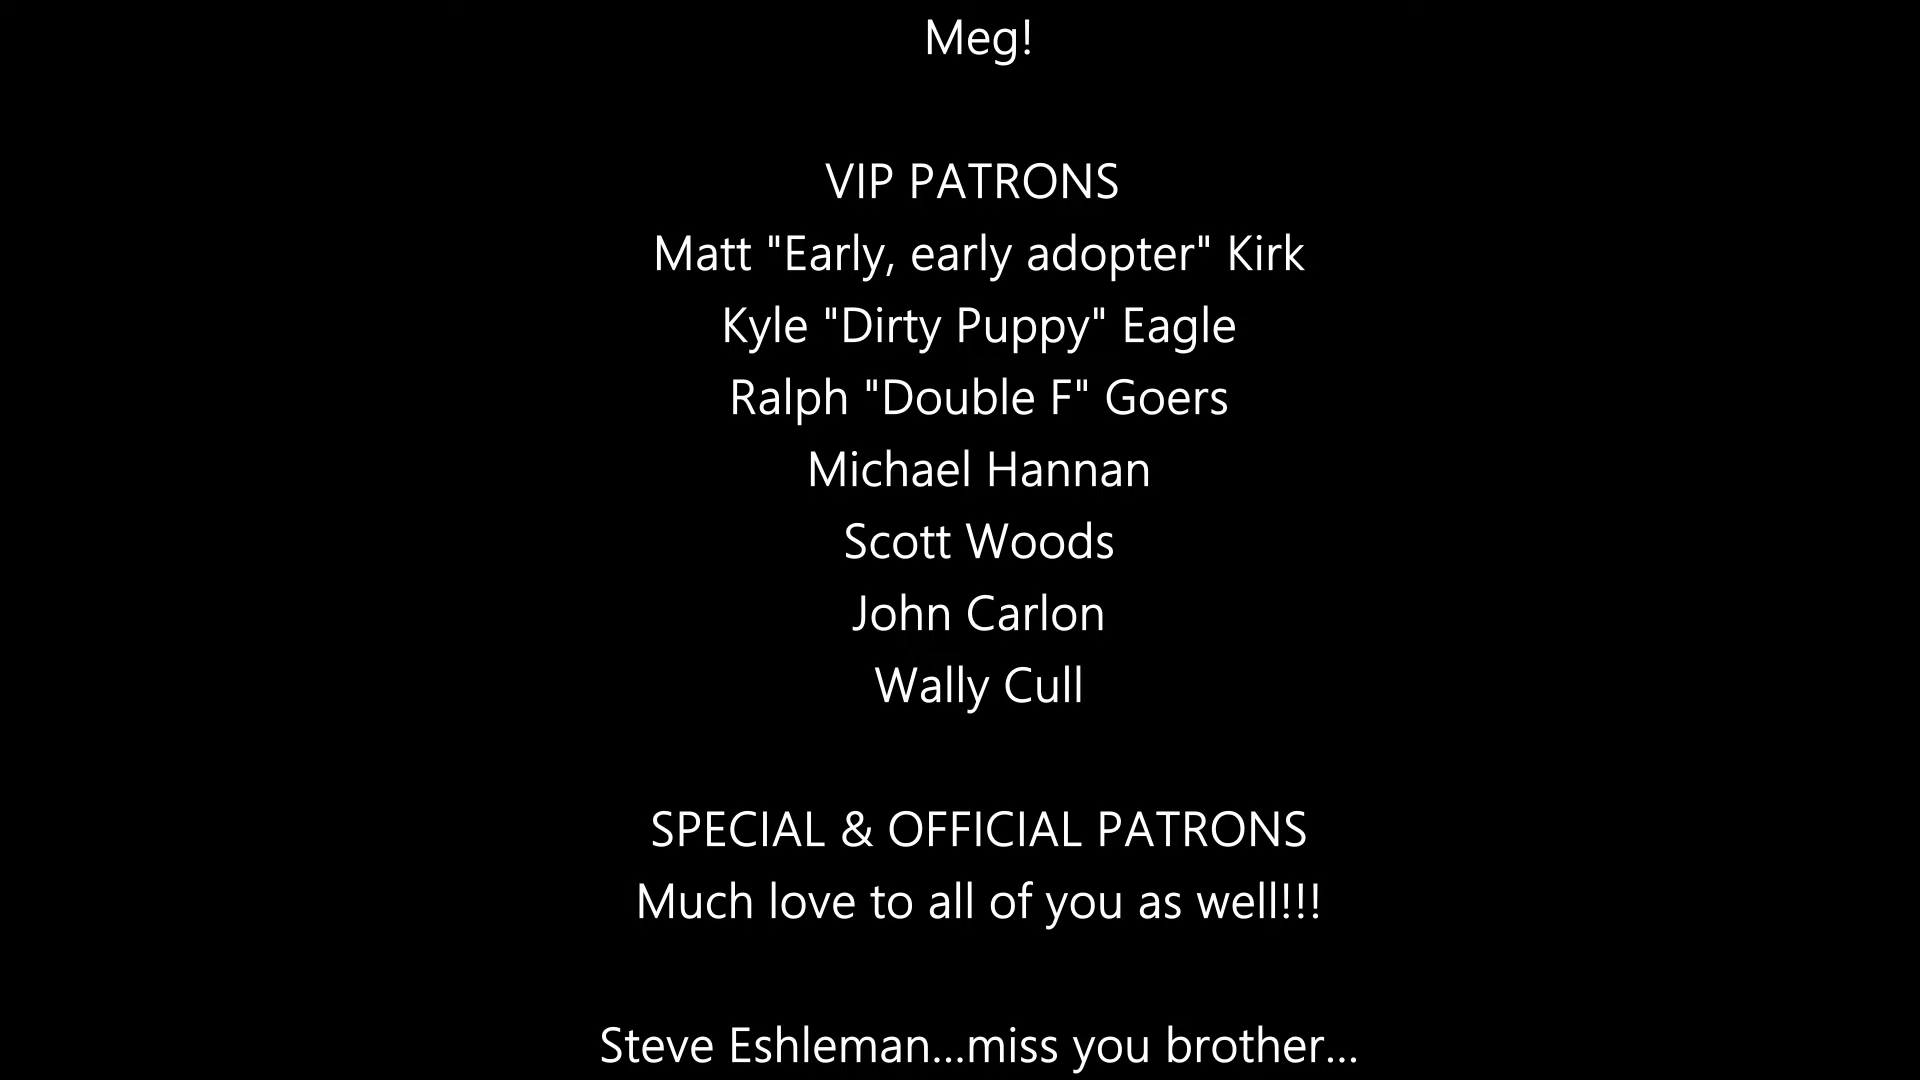 Meg!
VIP PATRONS
Matt "Early, early adopter" Kirk
Kyle "Dirty Puppy" Eagle
Ralph "Double F" Goers
Michael Hannan
Scott Woods
John Carlon
Wally Cull
SPECIAL & OFFICIAL PATRONS
Much love to all of you as well!!!
Steve Eshleman...miss you brother...